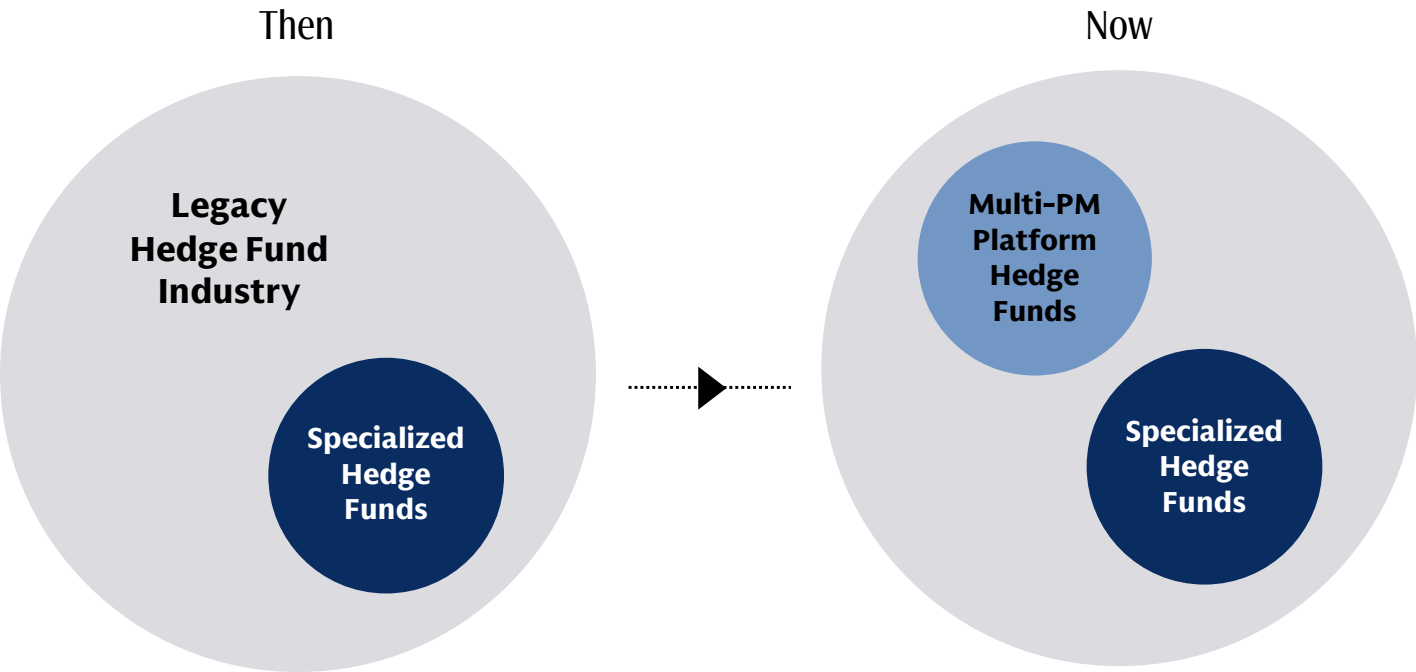 Then
Legacy
Hedge Fund
Industry
Specialized
Hedge
Funds
Now
Multi-PM
Platform
Hedge
Funds
Specialized
Hedge
Funds